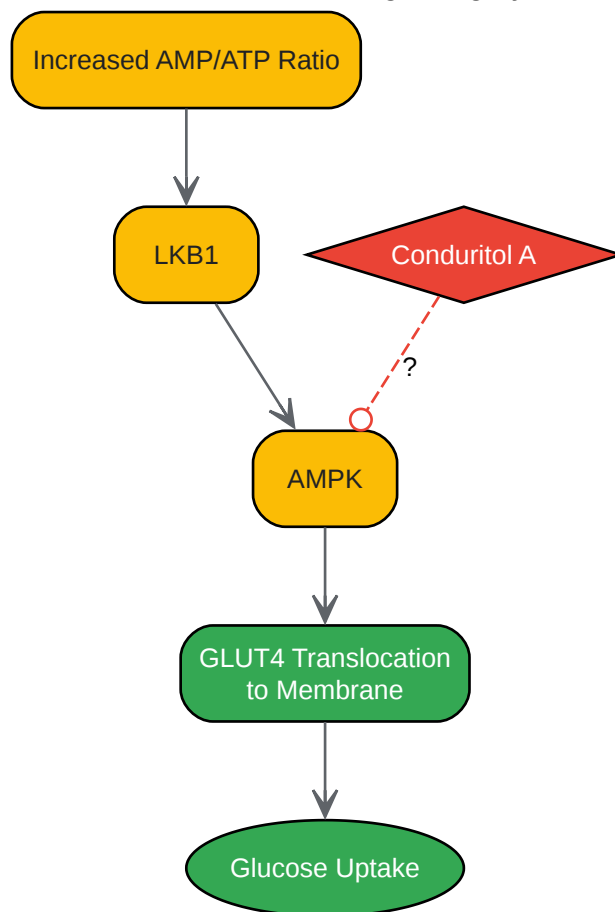 Increased AMP/ATP Ratio
LKB1
Conduritol A
?
AMPK
GLUT4 Translocation
to Membrane
Glucose Uptake